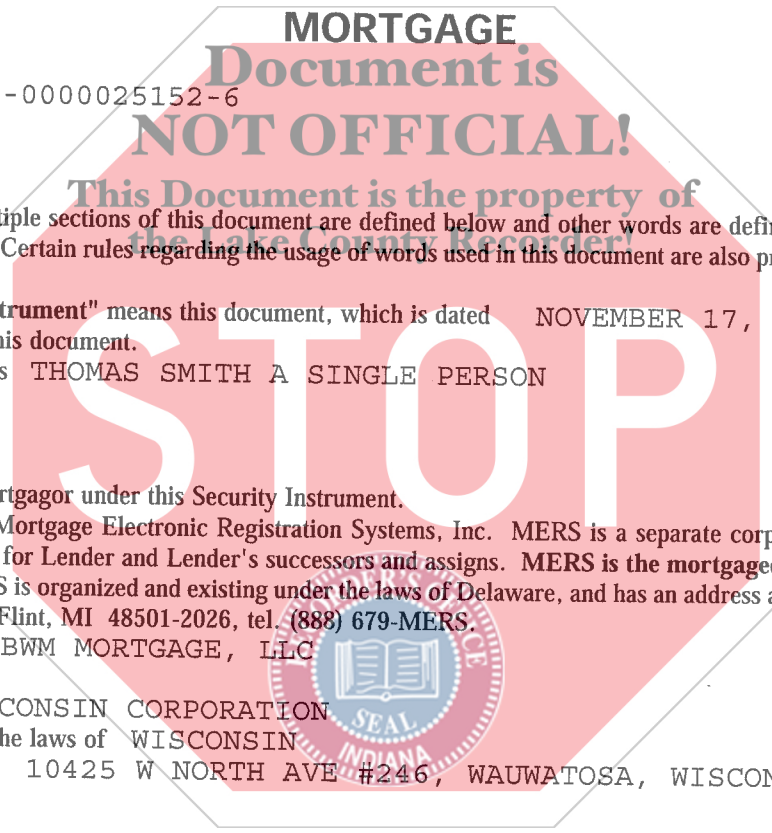 MORTGAGE
Document is
-0000025152-6
NOT OFFICIAL!
This Document is the property of
tiple sections of this document are defined below and other words are defin
the Lake County Recorder!
Certain rules regarding the usage of words used in this document are also pr
trument" means this document, which is dated NOVEMBER 17,
his document.
s THOMAS SMITH A SINGLE PERSON
STOP
rtgagor under this Security Instrument.
Mortgage Electronic Registration Systems, Inc. MERS is a separate corp
for Lender and Lender's successors and assigns. MERS is the mortgage
S is organized and existing under the laws of Delaware, and has an address a
Flint, MI 48501-2026, tel. (888) 679-MERS.
BWM MORTGAGE, LLC
CONSIN CORPORATION
he laws of WISCONSIN
10425 W NORTH AVE #246, WAUWATOSA, WISCON
RECORDER'S OFFICE
SEAL
INDIANA